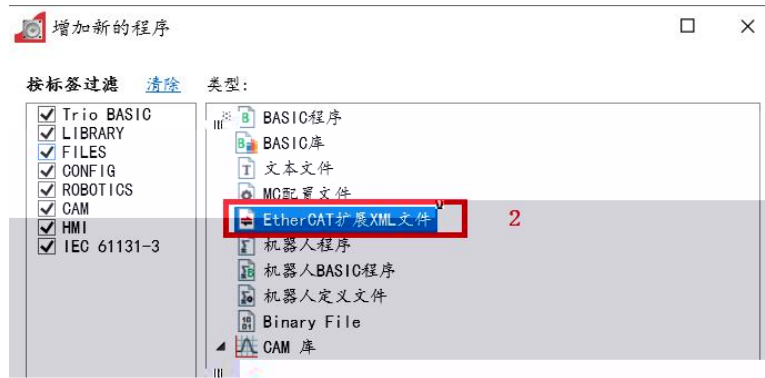 增加新的程序
按标签过滤 清除 类型:
Trio BASIC
LIBRARY
FILES
CONFIG
ROBOTICS
CAM
HMI
IEC 61131-3
BASIC程序
BASIC库
文本文件
MC配置文件
EtherCAT扩展XML文件 2
机器人程序
机器人BASIC程序
机器人定义文件
Binary File
CAM 库